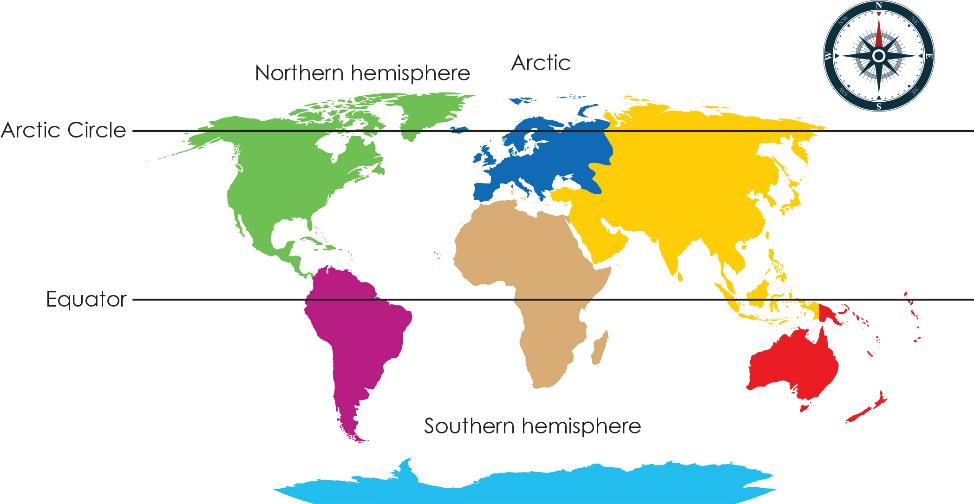 N
W
E
S
Arctic
Northern hemisphere
Arctic Circle
Equator
Southern hemisphere